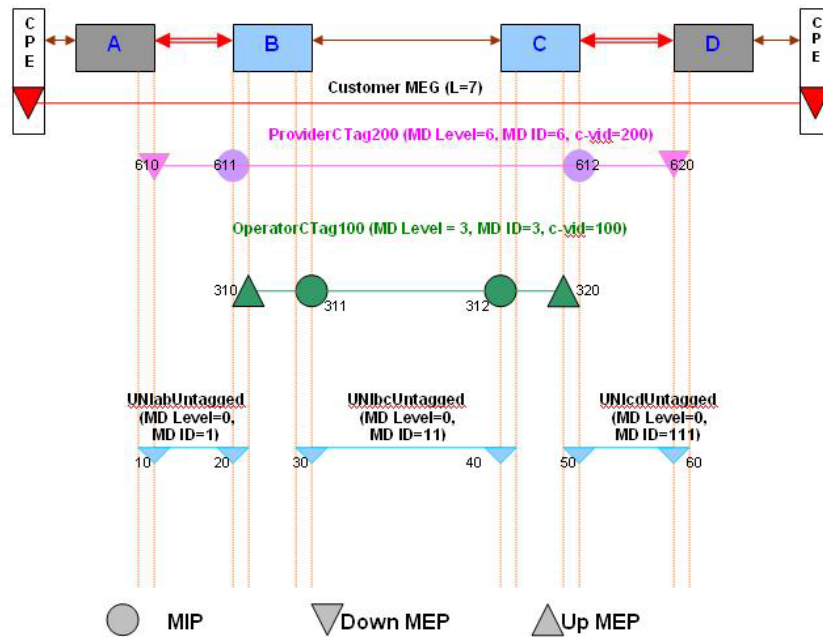 C
P
E
A
B
C
D
C
P
E
Customer MEG (L=7)
ProviderCTag200 (MD Level=6, MD ID=6, c-vid=200)
610
611
612
620
OperatorCTag100 (MD Level = 3, MD ID=3, c-vid=100)
310
311
312
320
UNIabUntagged
(MD Level=0,
MD ID=1)
UNIbcUntagged
(MD Level=0,
MD ID=11)
UNIcdUntagged
(MD Level=0,
MD ID=111)
10
20
30
40
50
60
MIP
Down MEP
Up MEP